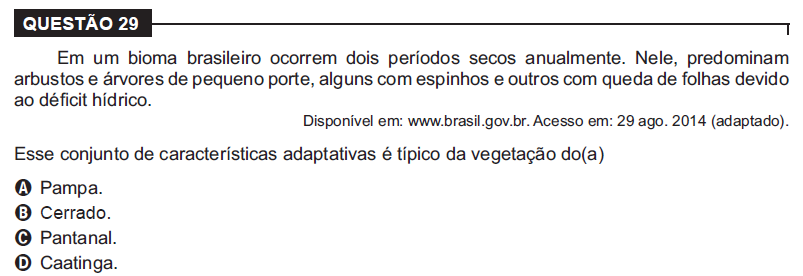 QUESTÃO 29
Em um bioma brasileiro ocorrem dois períodos secos anualmente. Nele, predominam
arbustos e árvores de pequeno porte, alguns com espinhos e outros com queda de folhas devido
ao déficit hídrico.
Disponível em: www.brasil.gov.br. Acesso em: 29 ago. 2014 (adaptado).
Esse conjunto de características adaptativas é típico da vegetação do(a)
A Pampa.
B Cerrado.
C Pantanal.
D Caatinga.